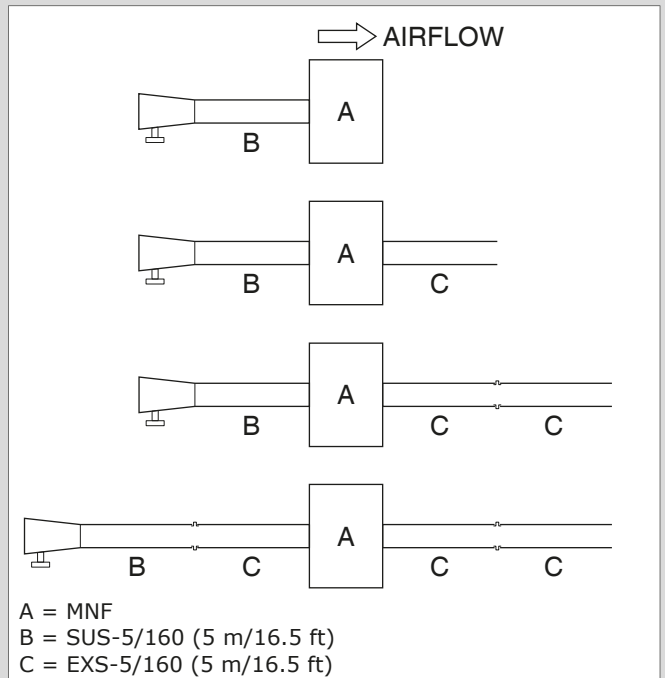 AIRFLOW
A
B
A
B C
A
B C C
A
B C C C
A = MNF
B = SUS-5/160 (5 m/16.5 ft)
C = EXS-5/160 (5 m/16.5 ft)